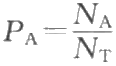 P_A = N_A / N_T